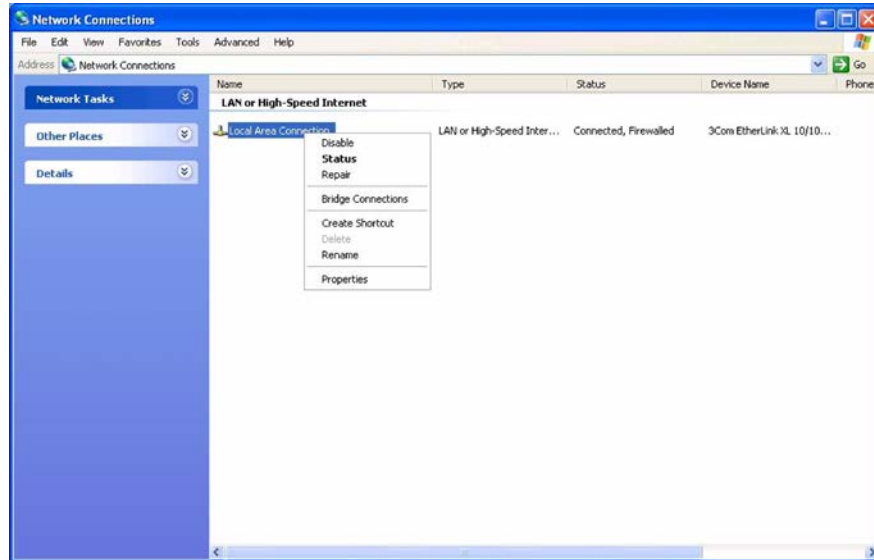 Network Connections
File Edit View Favorites Tools Advanced Help
Address Network Connections Go
Name Type Status Device Name Phone
Network Tasks
LAN or High-Speed Internet
Other Places
Local Area Connection LAN or High-Speed Inter... Connected, Firewalled 3Com EtherLink XL 10/10...
Disable
Status
Details
Repair
Bridge Connections
Create Shortcut
Delete
Rename
Properties